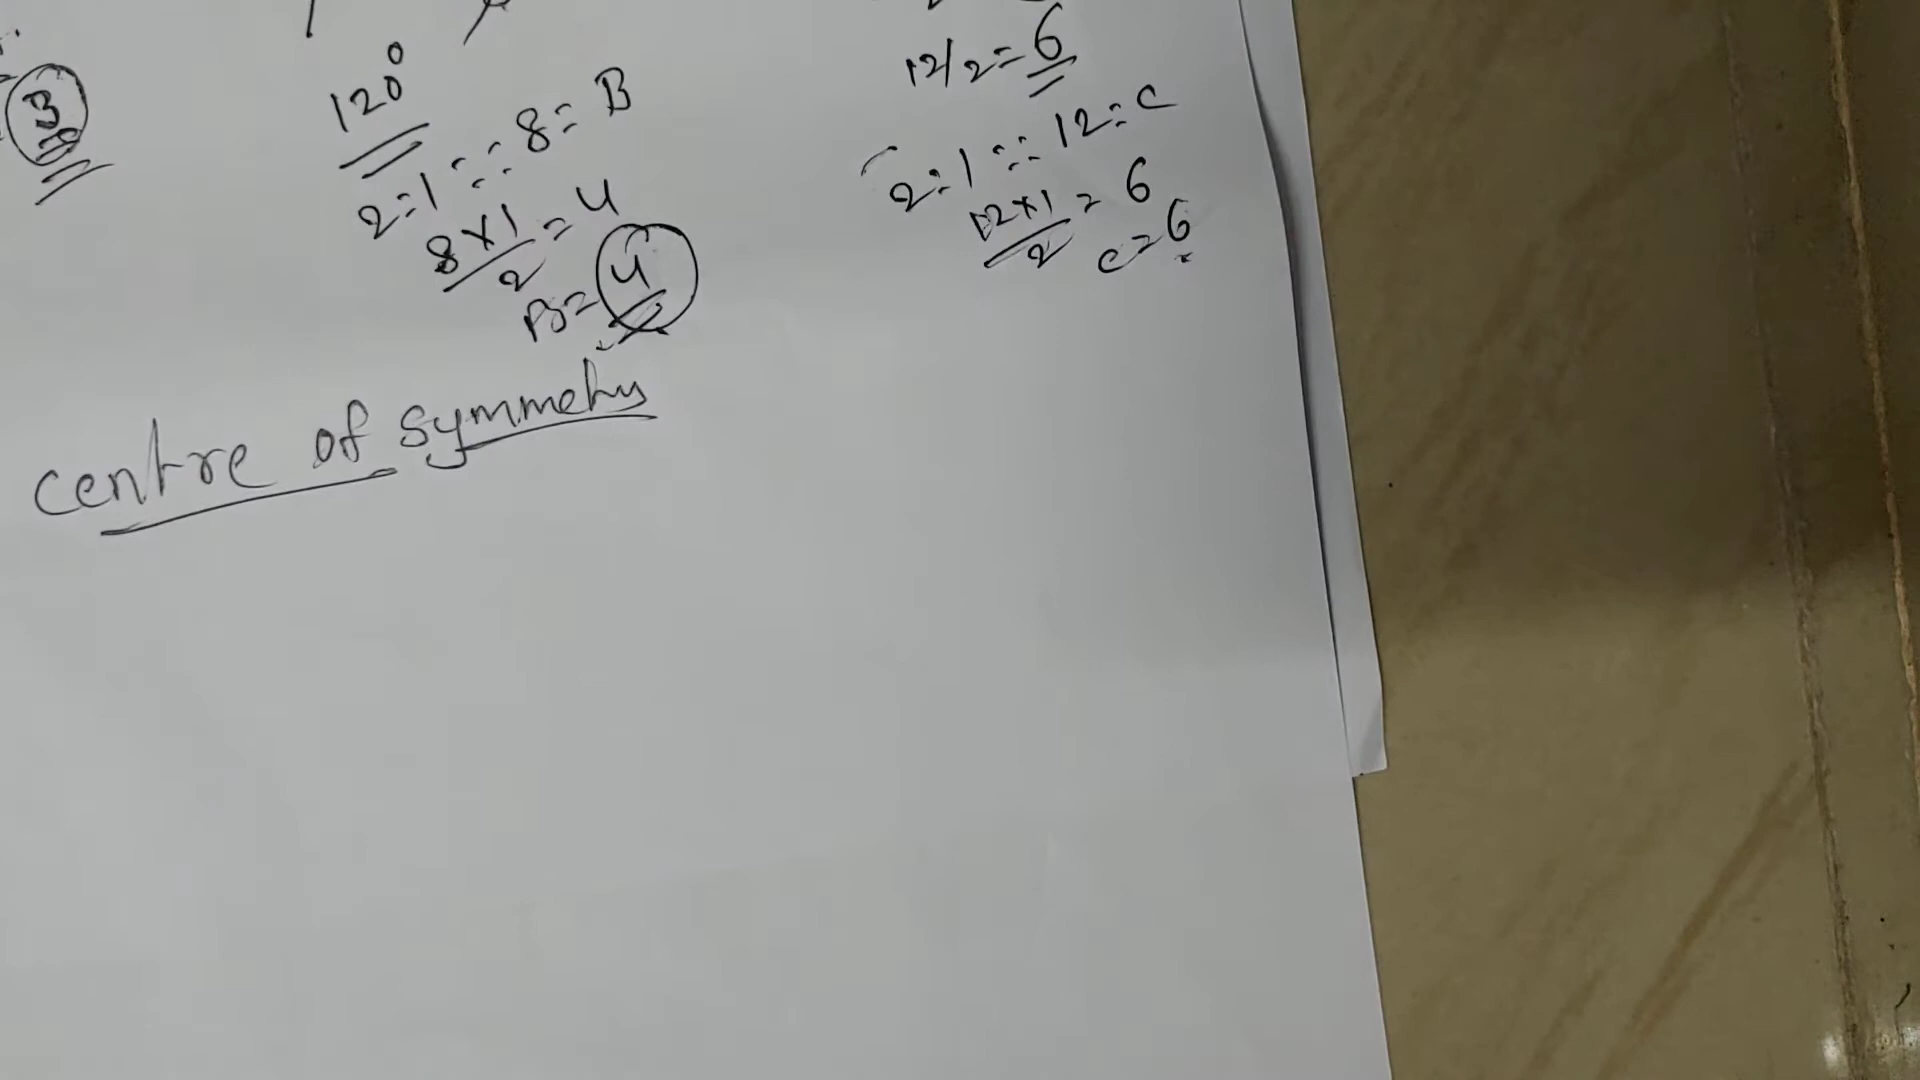 3
120°
2:1 :: 8:B
8×1/2 = 4
B = 4
12/2 = 6
2:1 :: 12:C
12×1/2 = 6
C = 6
centre of symmetry